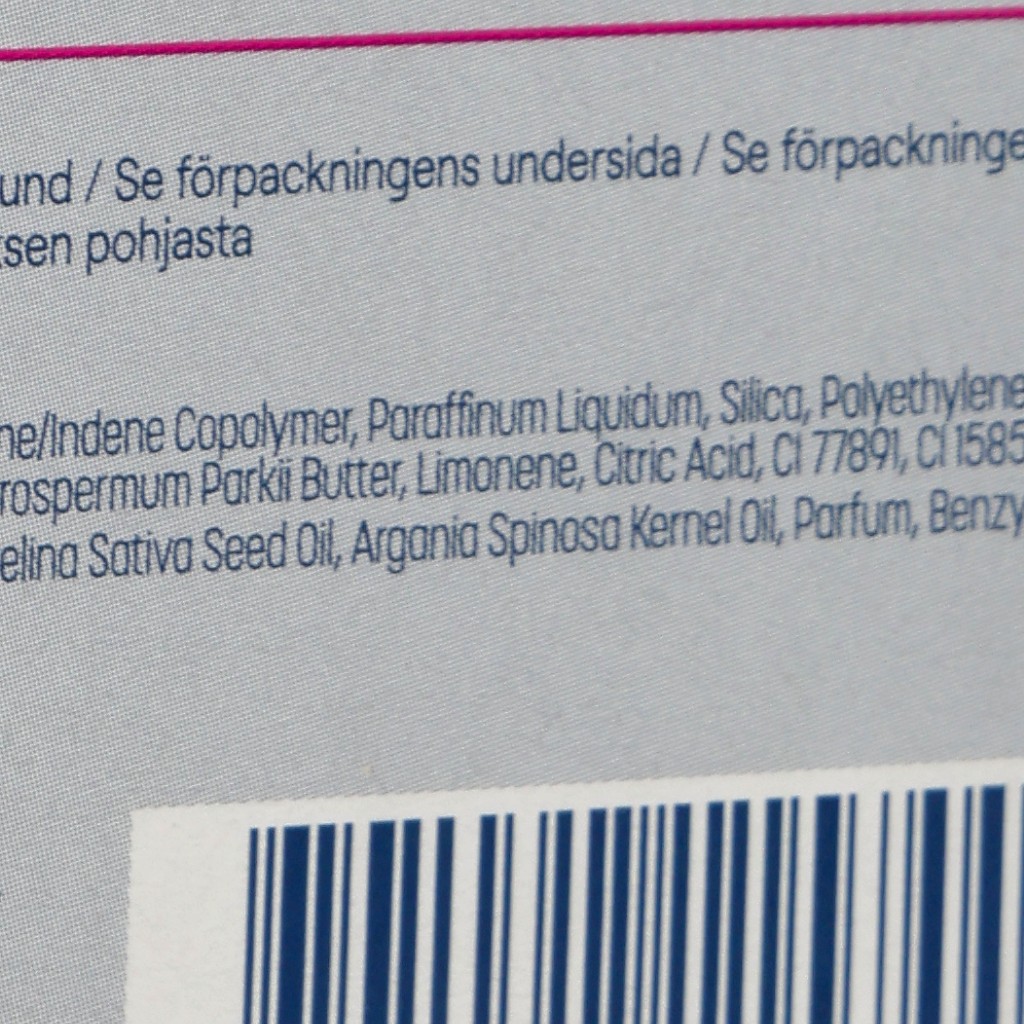 und / Se förpackningens undersida / Se förpackninge
sen pohjasta
ne/Indene Copolymer, Paraffinum Liquidum, Silica, Polyethylene
rospermum Parkii Butter, Limonene, Citric Acid, CI 77891, CI 1585
elina Sativa Seed Oil, Argania Spinosa Kernel Oil, Parfum, Benzy